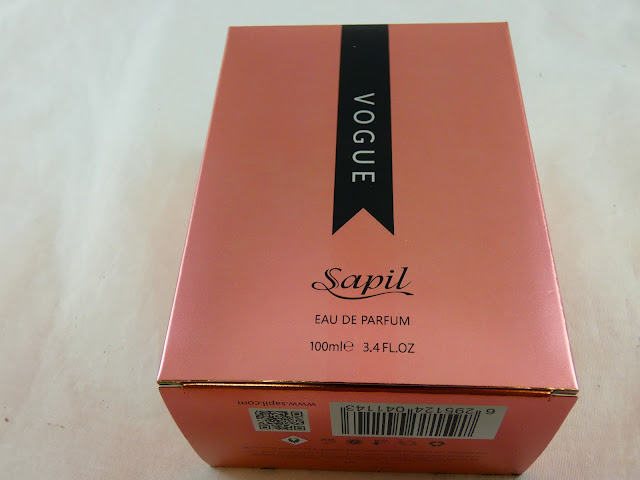 VOGUE
Sapil
EAU DE PARFUM
100ml℮ 3.4 FL.OZ
www.sapil.com
6 295124 041143